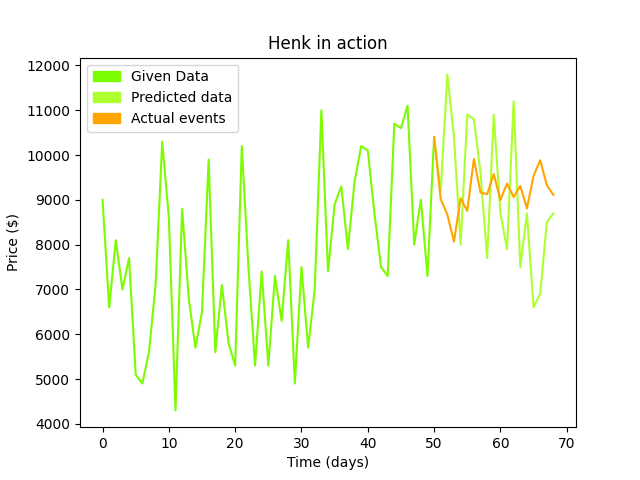 Henk in action
Given Data
Predicted data
Actual events
12000
11000
10000
9000
8000
7000
6000
5000
4000
Price ($)
0 10 20 30 40 50 60 70
Time (days)